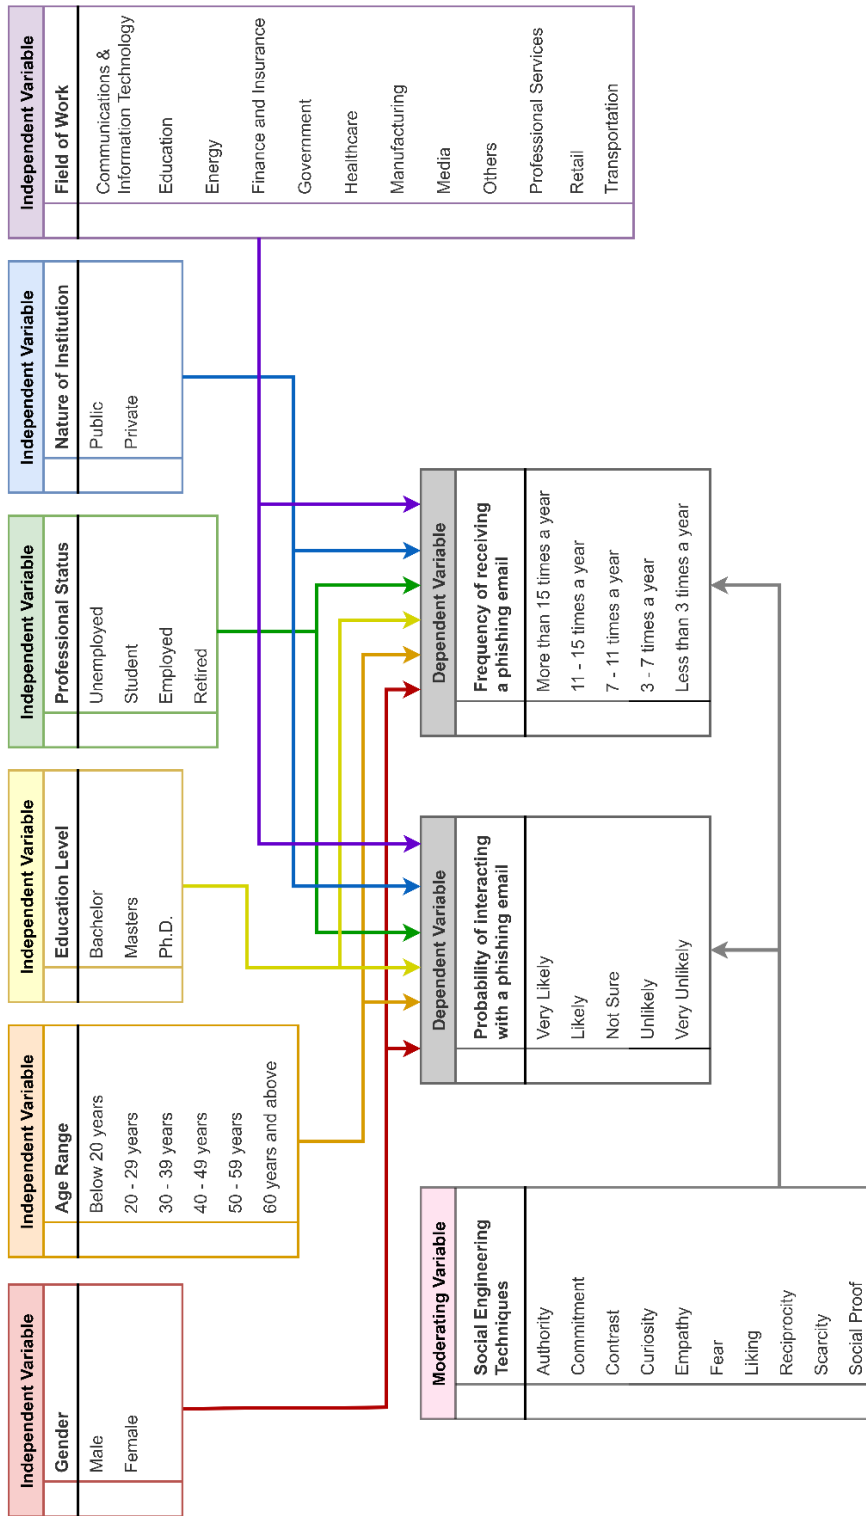 Independent Variable
Gender
Male
Female
Independent Variable
Age Range
Below 20 years
20 - 29 years
30 - 39 years
40 - 49 years
50 - 59 years
60 years and above
Independent Variable
Education Level
Bachelor
Masters
Ph.D.
Independent Variable
Professional Status
Unemployed
Student
Employed
Retired
Independent Variable
Nature of Institution
Public
Private
Independent Variable
Field of Work
Communications &
Information Technology
Education
Energy
Finance and Insurance
Government
Healthcare
Manufacturing
Media
Others
Professional Services
Retail
Transportation
Moderating Variable
Social Engineering
Techniques
Authority
Commitment
Contrast
Curiosity
Empathy
Fear
Liking
Reciprocity
Scarcity
Social Proof
Dependent Variable
Probability of interacting
with a phishing email
Very Likely
Likely
Not Sure
Unlikely
Very Unlikely
Dependent Variable
Frequency of receiving
a phishing email
More than 15 times a year
11 - 15 times a year
7 - 11 times a year
3 - 7 times a year
Less than 3 times a year